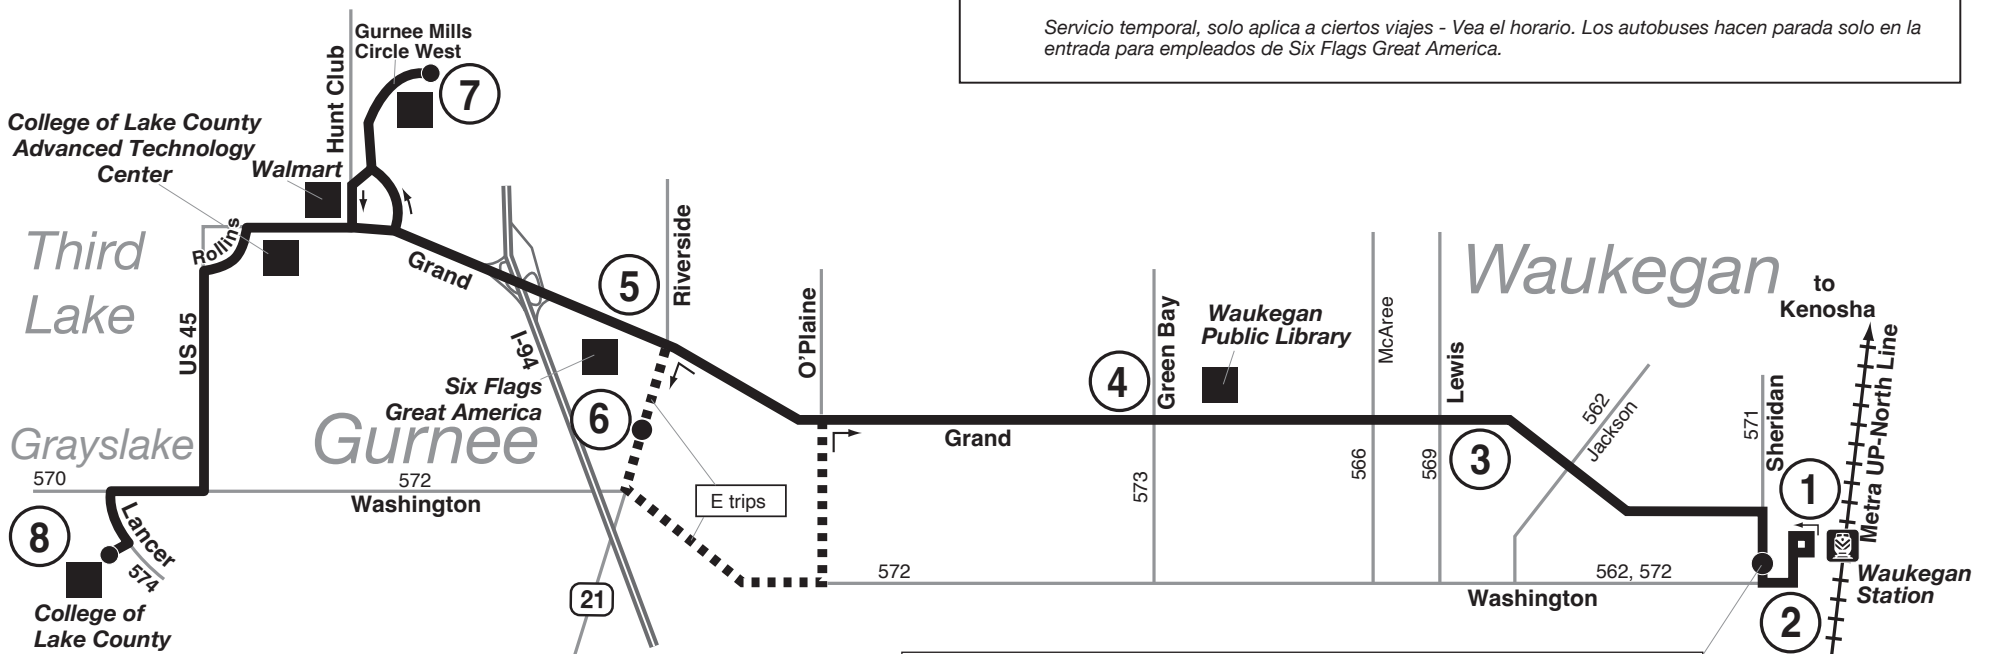 Servicio temporal, solo aplica a ciertos viajes - Vea el horario. Los autobuses hacen parada solo en la
entrada para empleados de Six Flags Great America.
Gurnee Mills
Circle West
Hunt Club
7
College of Lake County
Advanced Technology
Center
Walmart
Third
Lake
Rollins
Grand
5
Riverside
US 45
I-94
Six Flags
Great America
6
Gurnee
Grayslake
570
572
Washington
E trips
8
Lancer
574
College of
Lake County
21
O'Plaine
Grand
572
4
Green Bay
573
Waukegan
Public Library
McAree
566
Lewis
569
3
Waukegan
562
Jackson
571
Sheridan
to
Kenosha
Metra UP-North Line
1
562, 572
Washington
2
Waukegan
Station